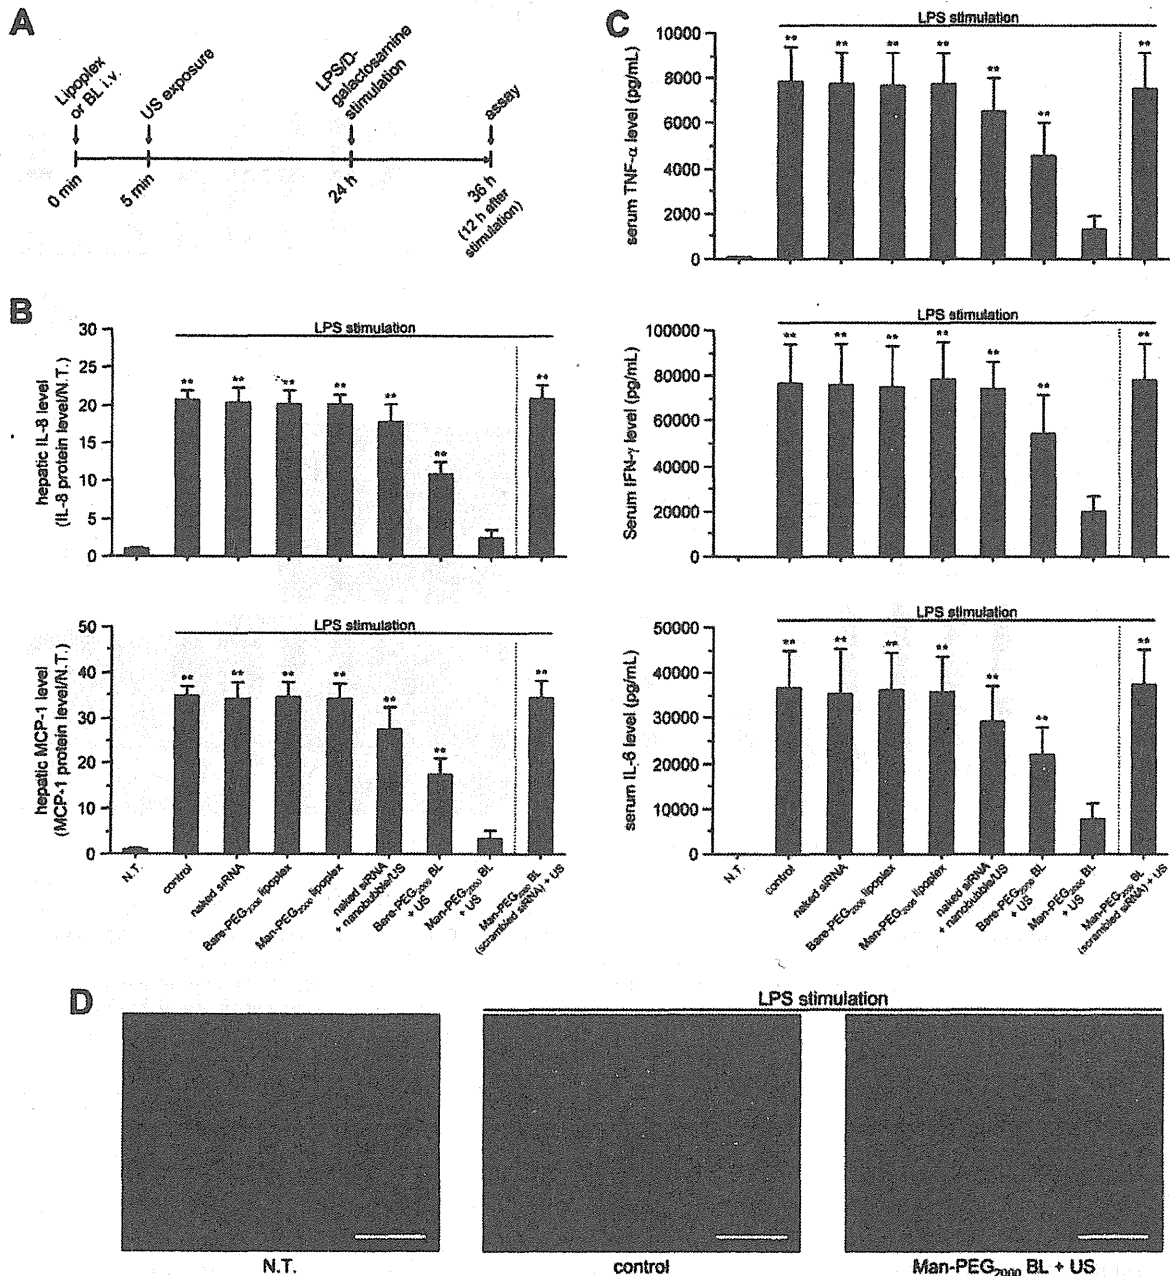 A
Lipoplex
or BL i.v.
US exposure
LPS/D-
galactosamine
stimulation
assay
0 min
5 min
24 h
36 h
(12 h after
stimulation)
B
LPS stimulation
hepatic IL-8 level
(IL-8 protein level/N.T.)
30
25
20
15
10
5
0
** ** ** ** ** ** **
LPS stimulation
hepatic MCP-1 level
(MCP-1 protein level/N.T.)
50
40
30
20
10
0
** ** ** ** ** ** **
N.T.
control
naked siRNA
Bare-PEG2000 lipoplex
Man-PEG2000 lipoplex
naked siRNA
+ nanobubble/US
Bare-PEG2000 BL
+ US
Man-PEG2000 BL
+ US
Man-PEG2000 BL
(scrambled siRNA) + US
C
LPS stimulation
serum TNF-α level (pg/mL)
10000
8000
6000
4000
2000
0
** ** ** ** ** ** **
LPS stimulation
Serum IFN-γ level (pg/mL)
100000
80000
60000
40000
20000
0
** ** ** ** ** ** **
LPS stimulation
serum IL-6 level (pg/mL)
50000
40000
30000
20000
10000
0
** ** ** ** ** ** **
N.T.
control
naked siRNA
Bare-PEG2000 lipoplex
Man-PEG2000 lipoplex
naked siRNA
+ nanobubble/US
Bare-PEG2000 BL
+ US
Man-PEG2000 BL
+ US
Man-PEG2000 BL
(scrambled siRNA) + US
D
LPS stimulation
N.T.
control
Man-PEG2000 BL + US